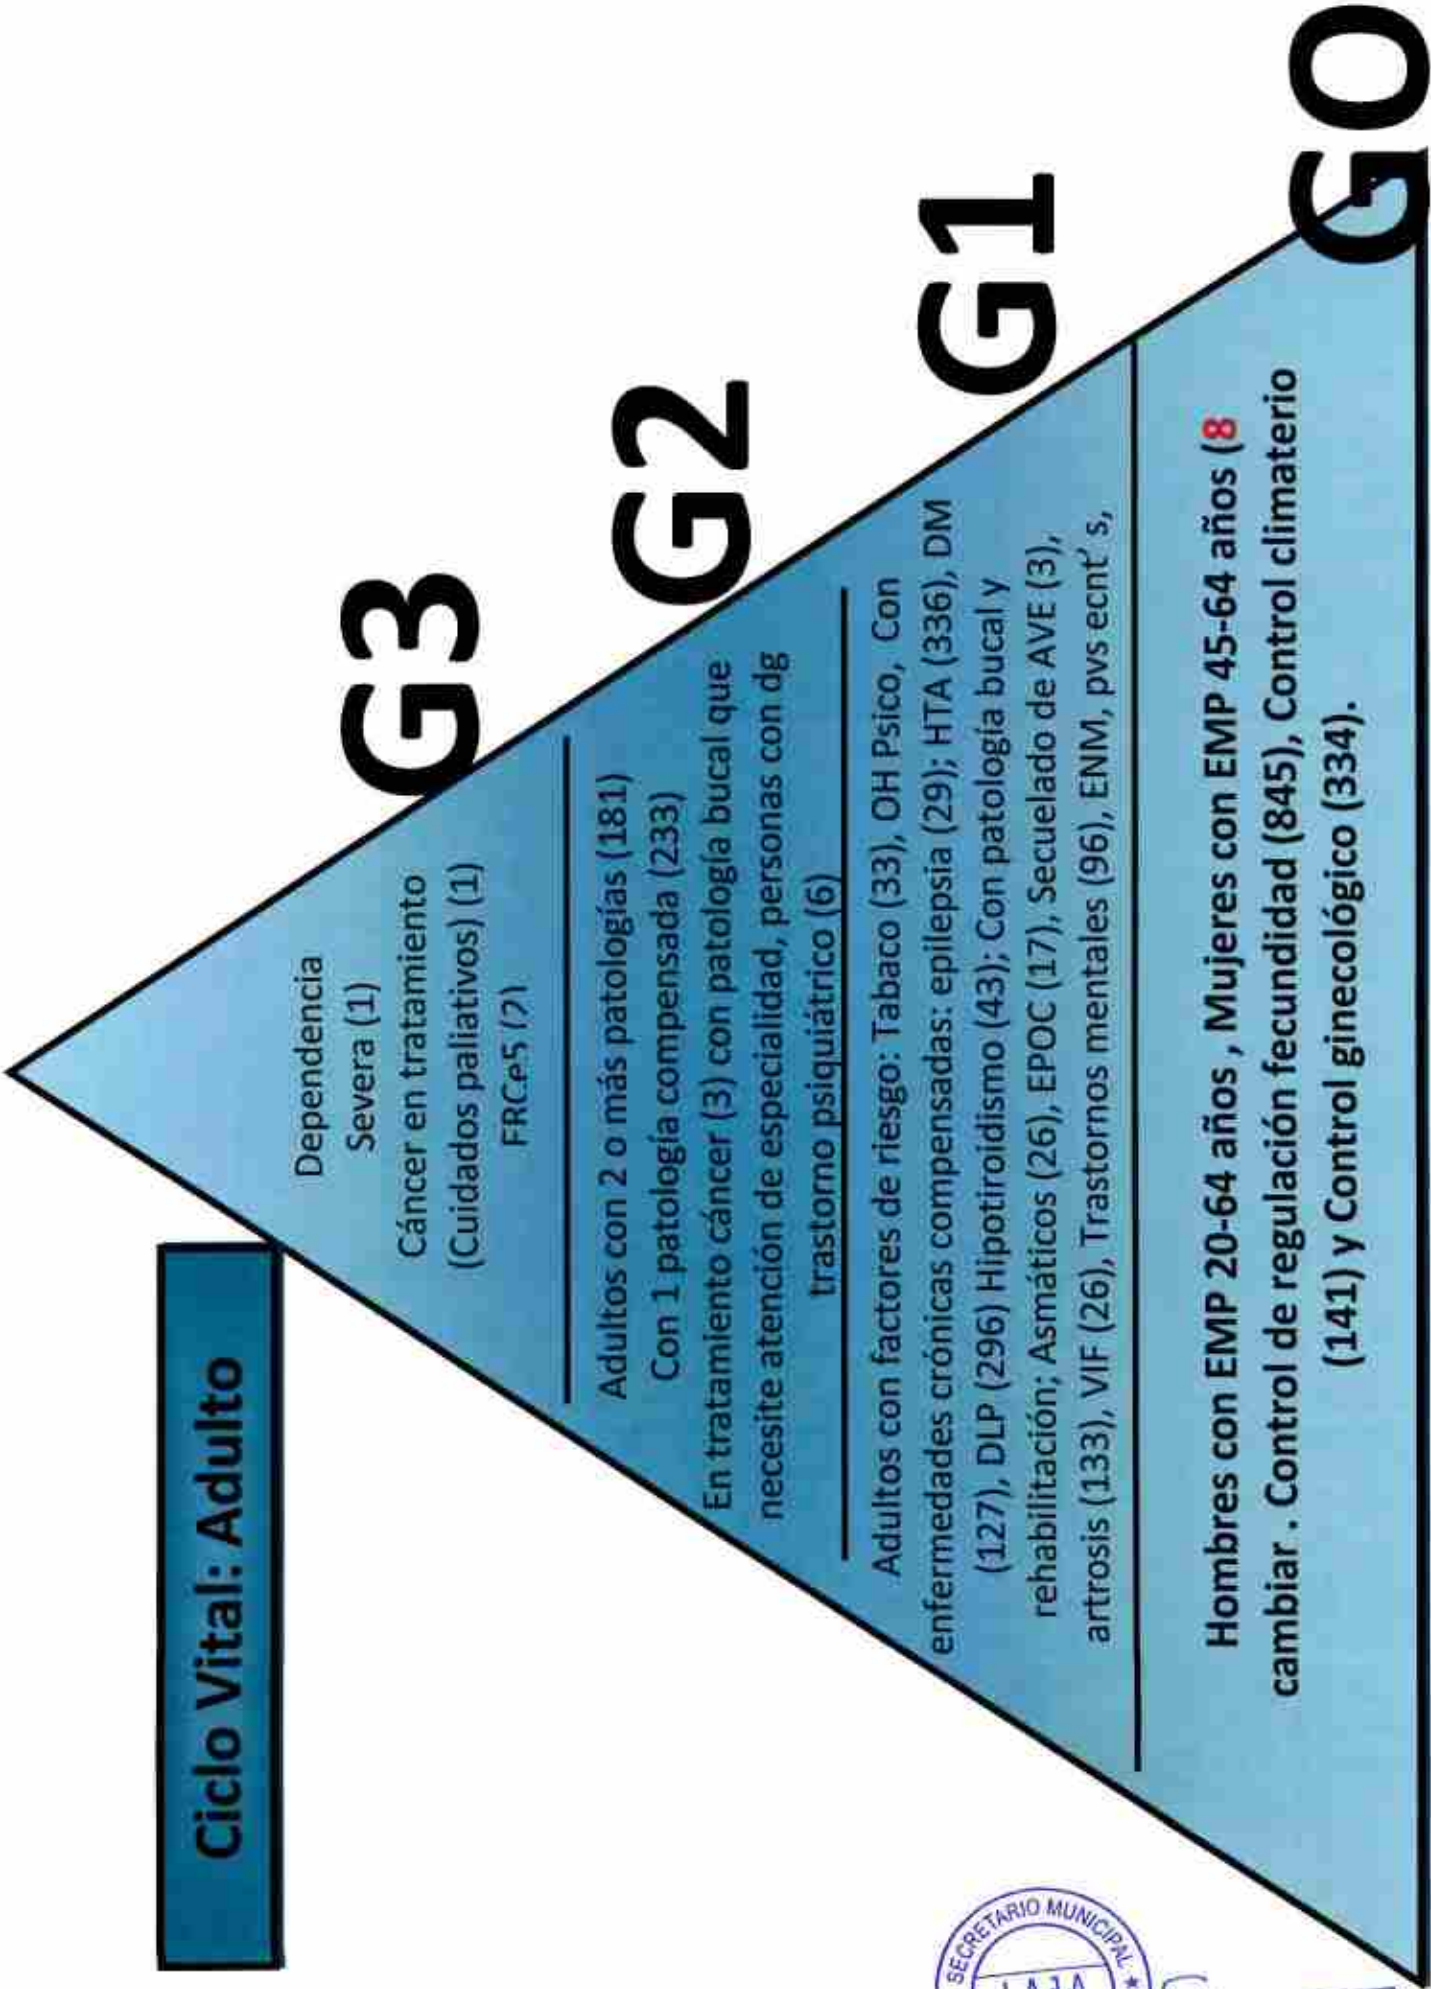 Ciclo Vital: Adulto
G3
Dependencia
Severa (1)
Cáncer en tratamiento
(Cuidados paliativos) (1)
FRCe5 (2)
G2
Adultos con 2 o más patologías (181)
Con 1 patología compensada (233)
En tratamiento cáncer (3) con patología bucal que
necesite atención de especialidad, personas con dg
trastorno psiquiátrico (6)
G1
Adultos con factores de riesgo: Tabaco (33), OH Psico, Con
enfermedades crónicas compensadas: epilepsia (29); HTA (336), DM
(127), DLP (296) Hipotiroidismo (43); Con patología bucal y
rehabilitación; Asmáticos (26), EPOC (17), Secuelado de AVE (3),
artrosis (133), VIF (26), Trastornos mentales (96), ENM, pvs ecnt´ s,
GO
Hombres con EMP 20-64 años , Mujeres con EMP 45-64 años (8
cambiar . Control de regulación fecundidad (845), Control climaterio
(141) y Control ginecológico (334).
SECRETARIO MUNICIPAL *
LAJA